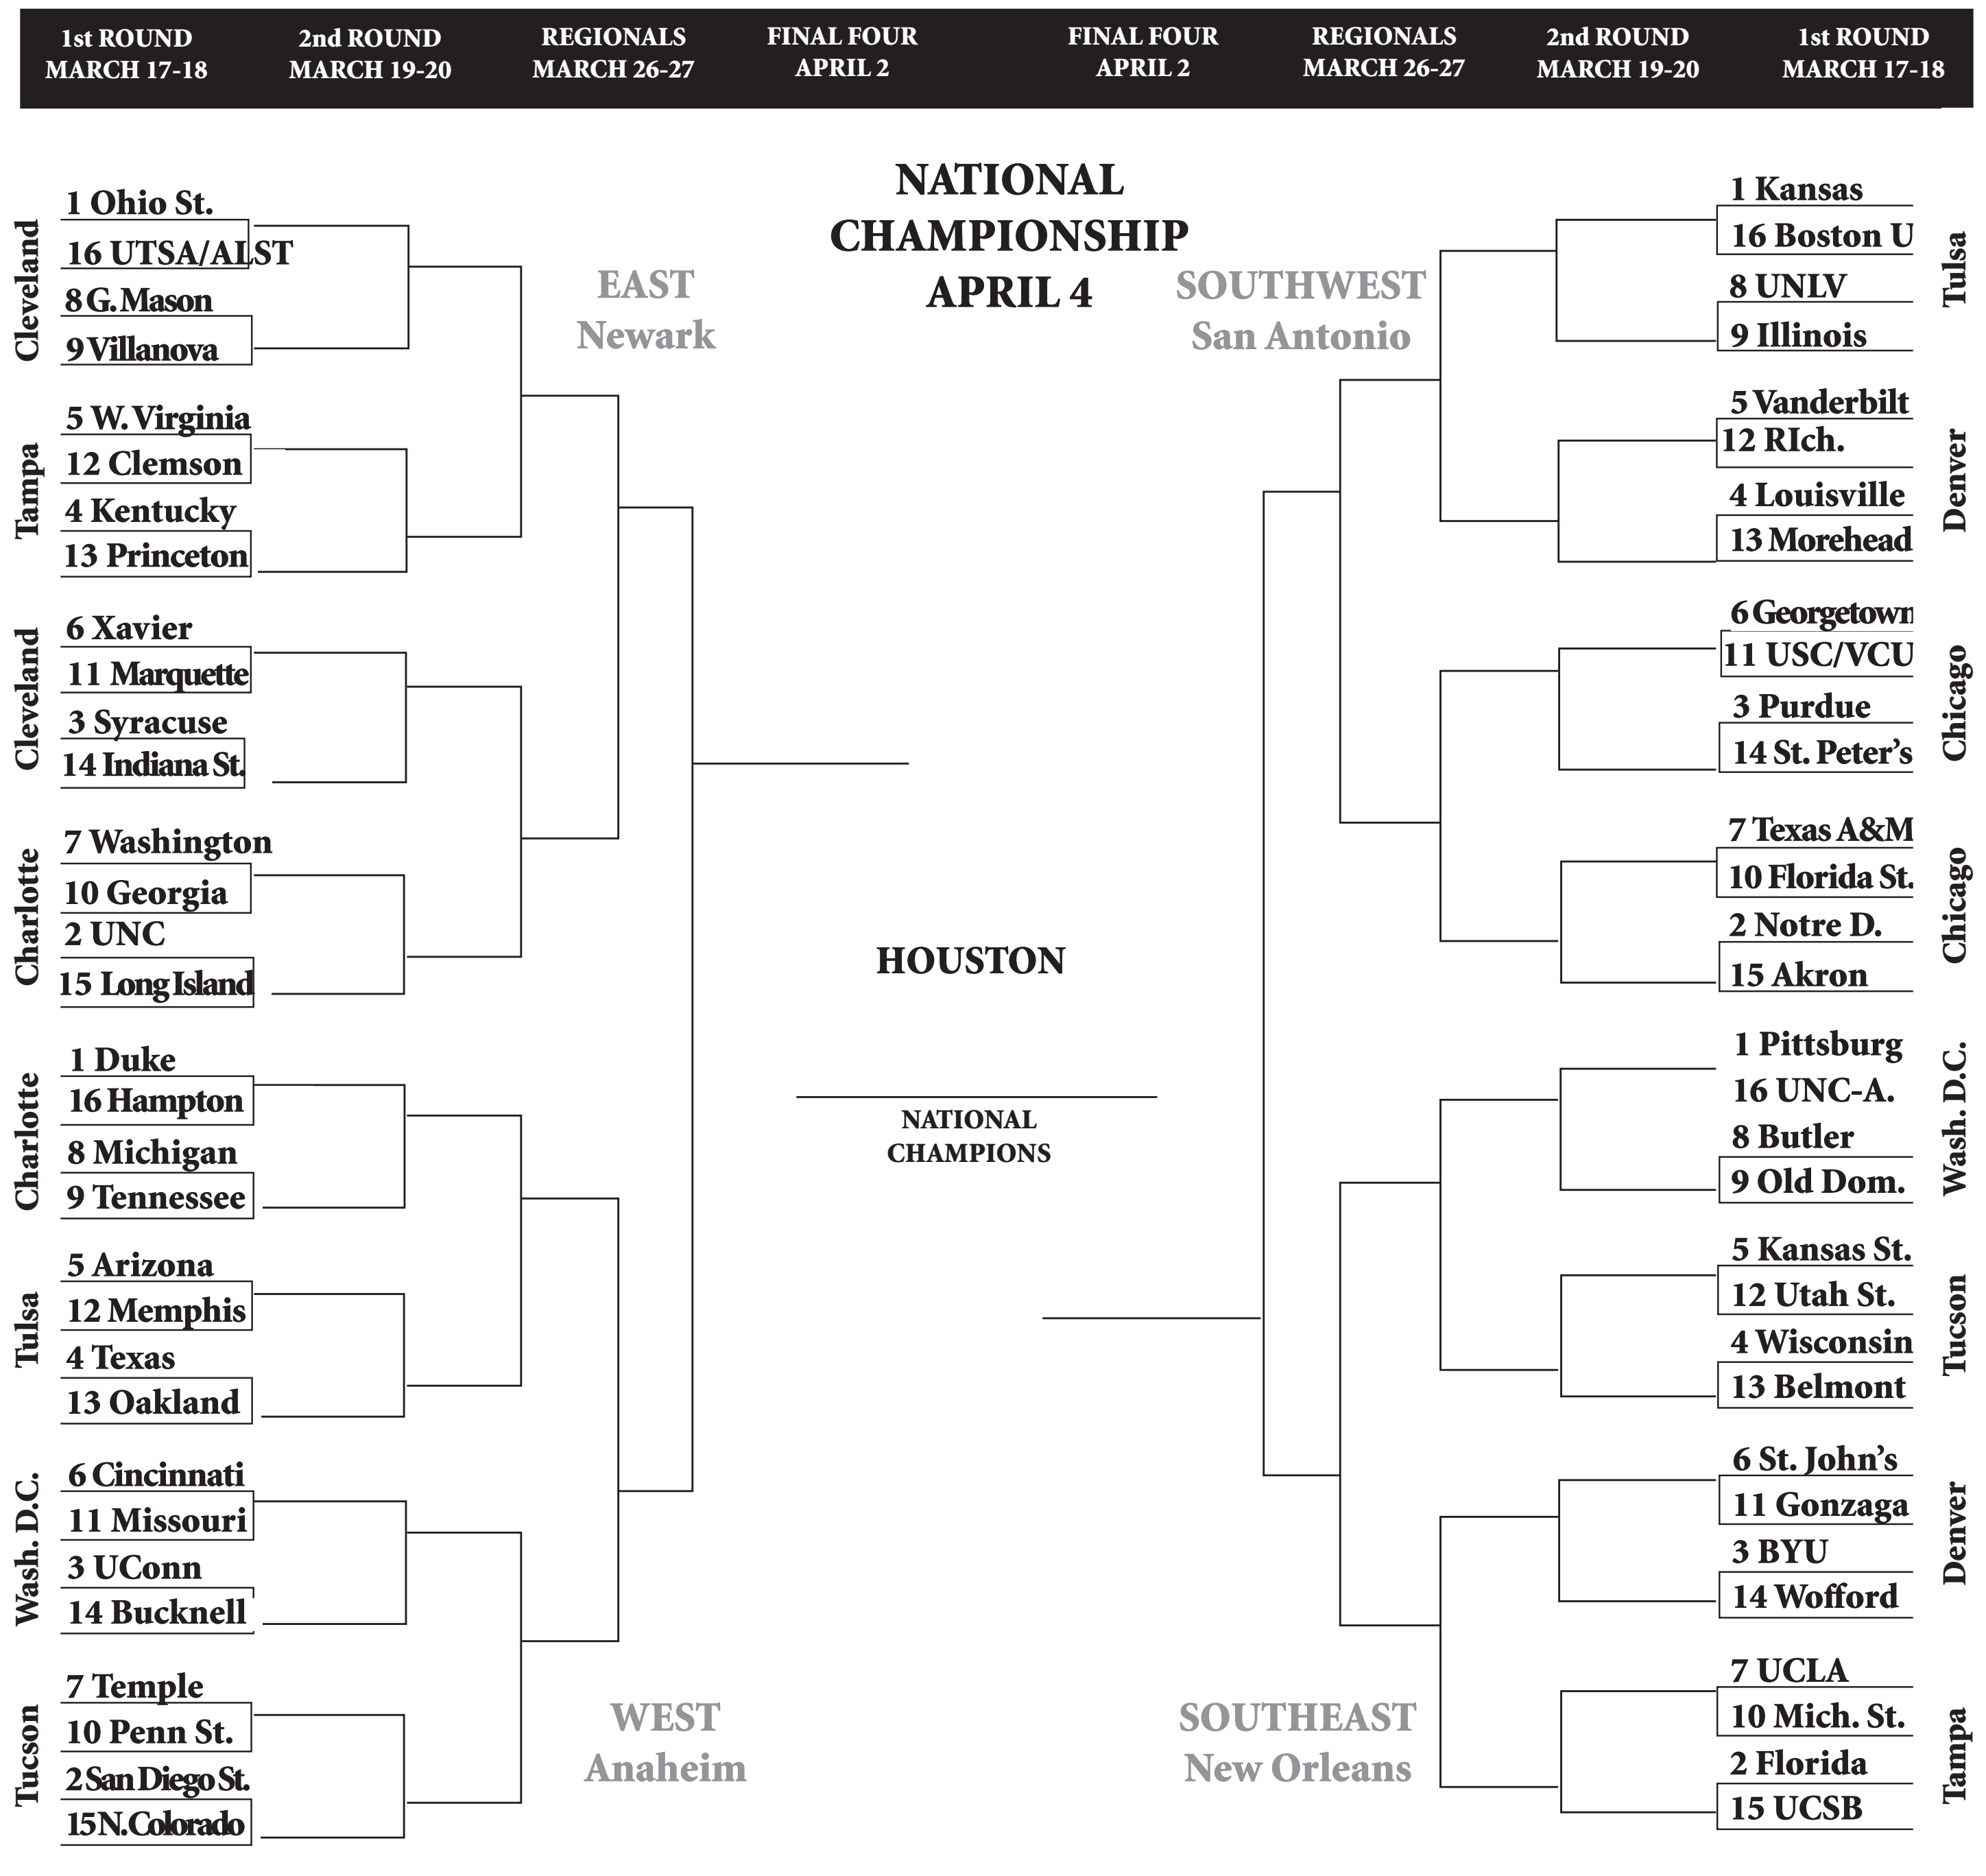 1st ROUND
MARCH 17-18
2nd ROUND
MARCH 19-20
REGIONALS
MARCH 26-27
FINAL FOUR
APRIL 2
FINAL FOUR
APRIL 2
REGIONALS
MARCH 26-27
2nd ROUND
MARCH 19-20
1st ROUND
MARCH 17-18
NATIONAL
CHAMPIONSHIP
APRIL 4
EAST
Newark
Cleveland
1 Ohio St.
16 UTSA/ALST
8 G. Mason
9 Villanova
Tampa
5 W. Virginia
12 Clemson
4 Kentucky
13 Princeton
Cleveland
6 Xavier
11 Marquette
3 Syracuse
14 Indiana St.
Charlotte
7 Washington
10 Georgia
2 UNC
15 Long Island
Charlotte
1 Duke
16 Hampton
8 Michigan
9 Tennessee
Tulsa
5 Arizona
12 Memphis
4 Texas
13 Oakland
Wash. D.C.
6 Cincinnati
11 Missouri
3 UConn
14 Bucknell
Tucson
7 Temple
10 Penn St.
2 San Diego St.
15 N. Colorado
WEST
Anaheim
HOUSTON
NATIONAL
CHAMPIONS
SOUTHWEST
San Antonio
1 Kansas
16 Boston U
8 UNLV
9 Illinois
Tulsa
5 Vanderbilt
12 RIch.
4 Louisville
13 Morehead
Denver
6 Georgetown
11 USC/VCU
3 Purdue
14 St. Peter's
Chicago
7 Texas A&M
10 Florida St.
2 Notre D.
15 Akron
Chicago
1 Pittsburg
16 UNC-A.
8 Butler
9 Old Dom.
Wash. D.C.
5 Kansas St.
12 Utah St.
4 Wisconsin
13 Belmont
Tucson
6 St. John's
11 Gonzaga
3 BYU
14 Wofford
Denver
7 UCLA
10 Mich. St.
2 Florida
15 UCSB
Tampa
SOUTHEAST
New Orleans